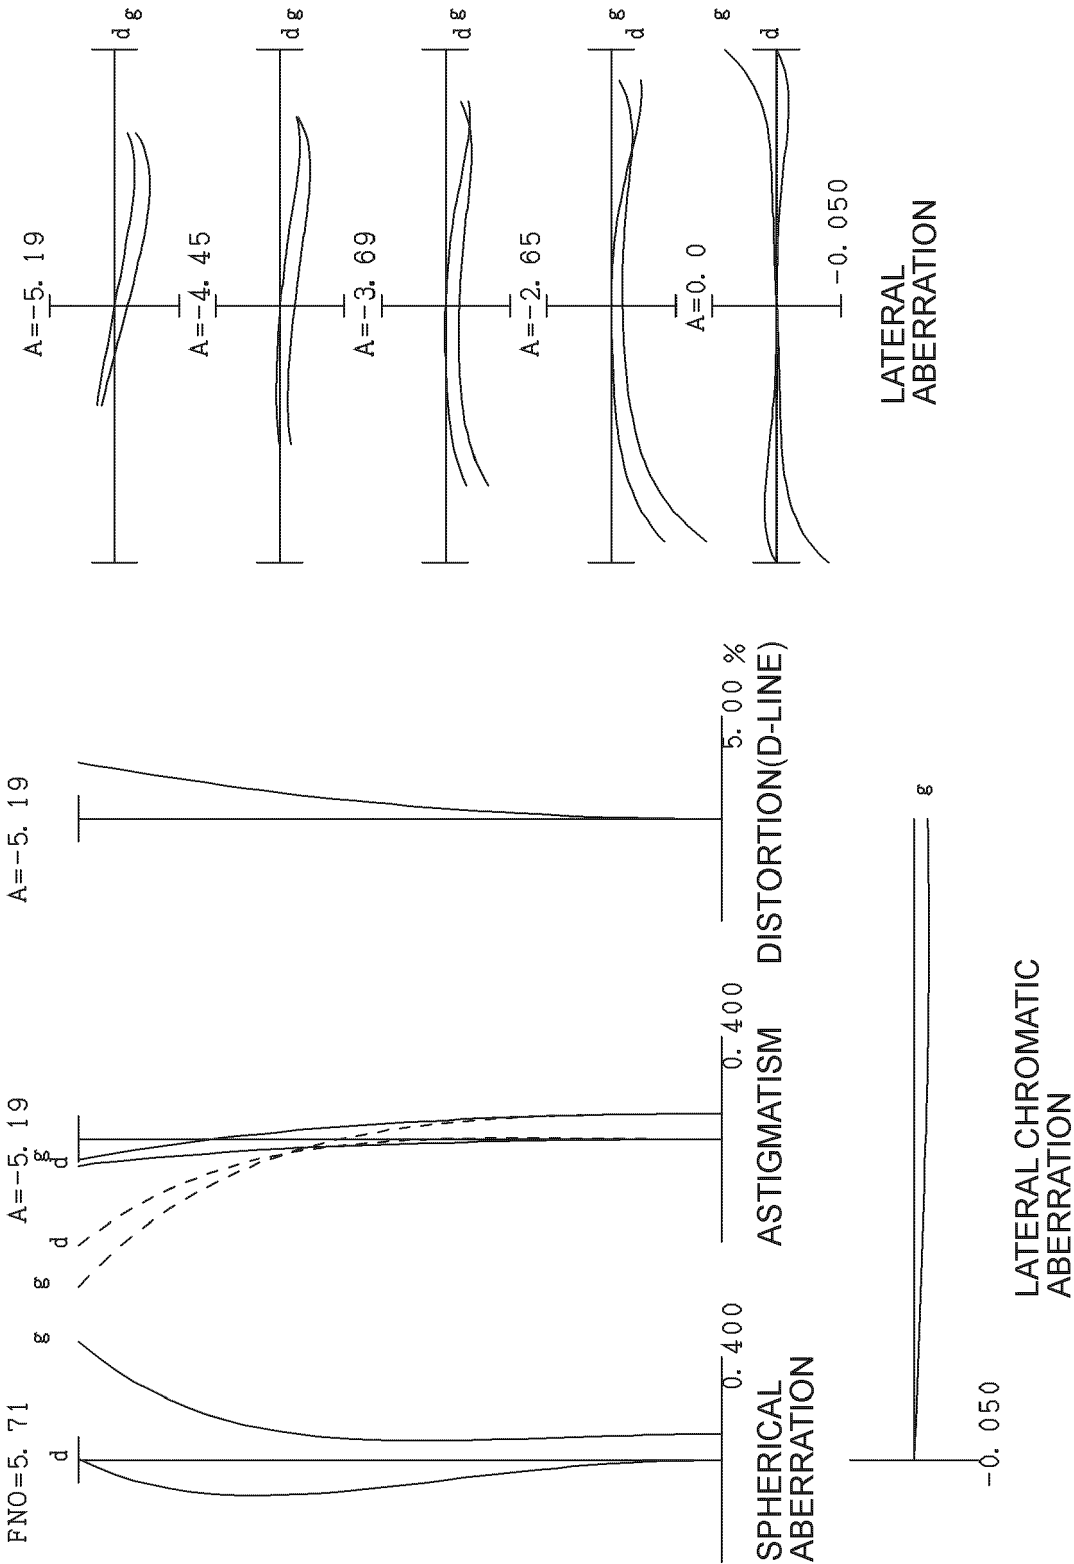 FNO=5. 71
g
d
0. 400
SPHERICAL
ABERRATION
A=-5. 19
g g
d d
0. 400
ASTIGMATISM
A=-5. 19
5. 00 %
DISTORTION(D-LINE)
g
-0. 050
LATERAL CHROMATIC
ABERRATION
A=-5. 19
d g
A=-4. 45
d g
A=-3. 69
d g
A=-2. 65
d g
A=0. 0
g
d
-0. 050
LATERAL
ABERRATION